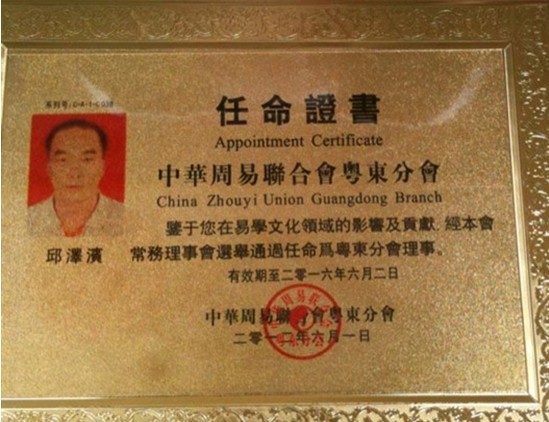 任命證書
Appointment Certificate
中華周易聯合會粵東分會
China Zhouyi Union Guangdong Branch
邱澤濱
鉴于您在易學文化領域的影響及貢獻.經本會
常務理事會選舉通過任命爲粵東分會理事。
有效期至二零一六年六月二日
中華周易聯合會粵東分會
二零一二年六月一日